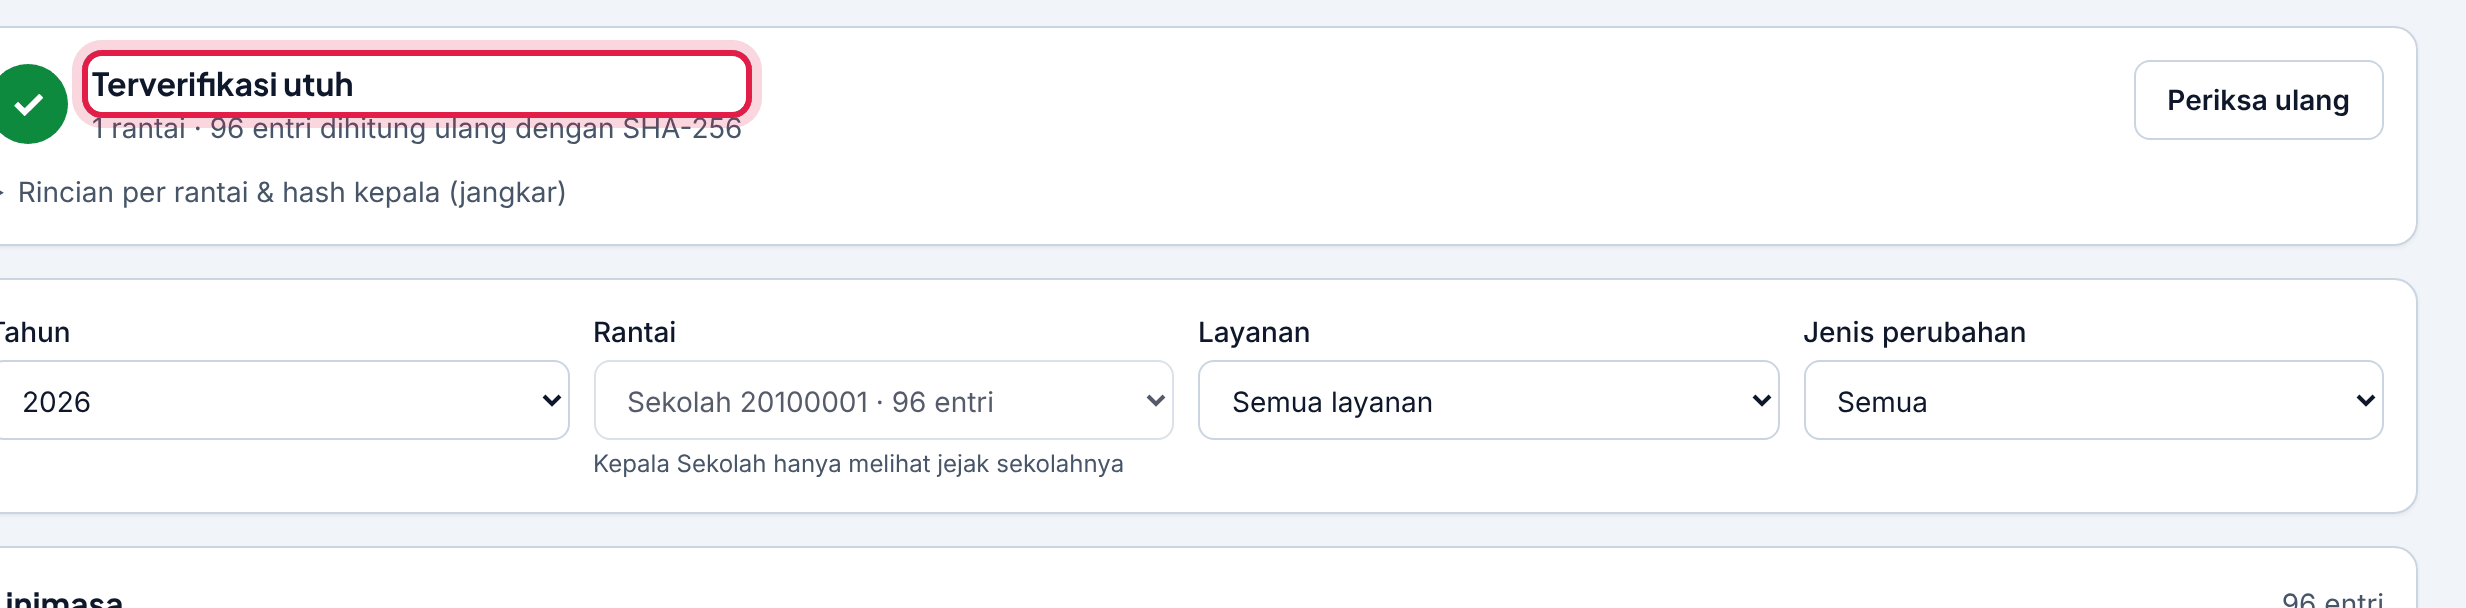 Terverifikasi utuh
1 rantai · 96 entri dihitung ulang dengan SHA-256
Periksa ulang
Rincian per rantai & hash kepala (jangkar)
Tahun
Rantai
Layanan
Jenis perubahan
2026
Sekolah 20100001 · 96 entri
Semua layanan
Semua
Kepala Sekolah hanya melihat jejak sekolahnya
Linimasa
96 entri